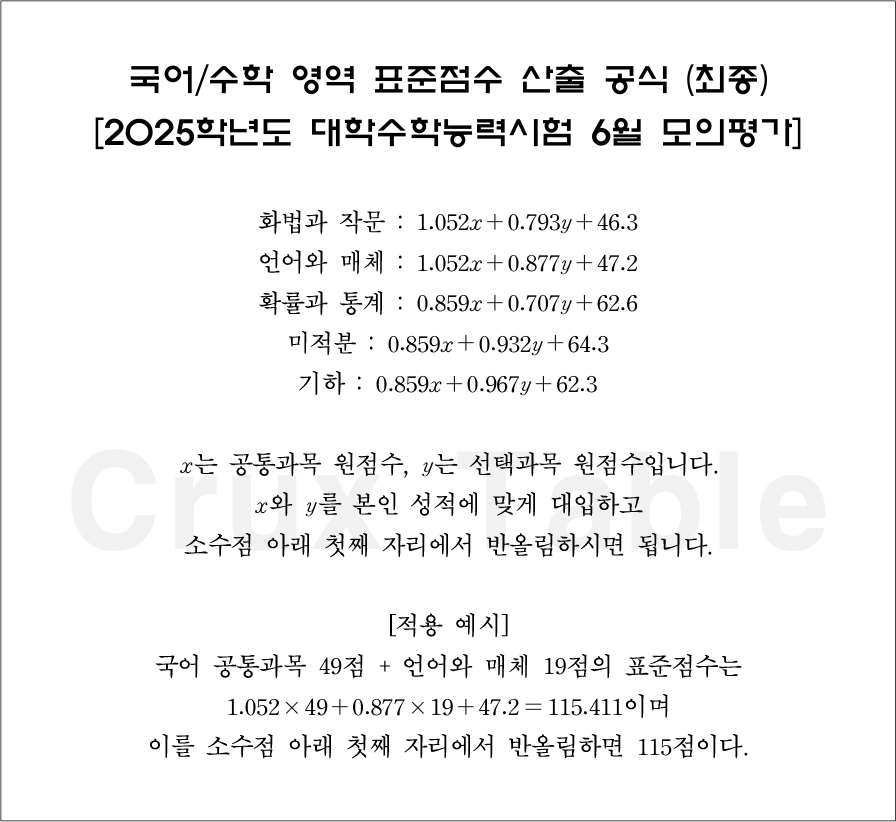 국어/수학 영역 표준점수 산출 공식 (최종)
[2025학년도 대학수학능력시험 6월 모의평가]
화법과 작문 : 1.052x+0.793y+46.3
언어와 매체 : 1.052x+0.877y+47.2
확률과 통계 : 0.859x+0.707y+62.6
미적분 : 0.859x+0.932y+64.3
기하 : 0.859x+0.967y+62.3
Crux Table
x는 공통과목 원점수, y는 선택과목 원점수입니다.
x와 y를 본인 성적에 맞게 대입하고
소수점 아래 첫째 자리에서 반올림하시면 됩니다.
[적용 예시]
국어 공통과목 49점 + 언어와 매체 19점의 표준점수는
1.052×49+0.877×19+47.2=115.411이며
이를 소수점 아래 첫째 자리에서 반올림하면 115점이다.